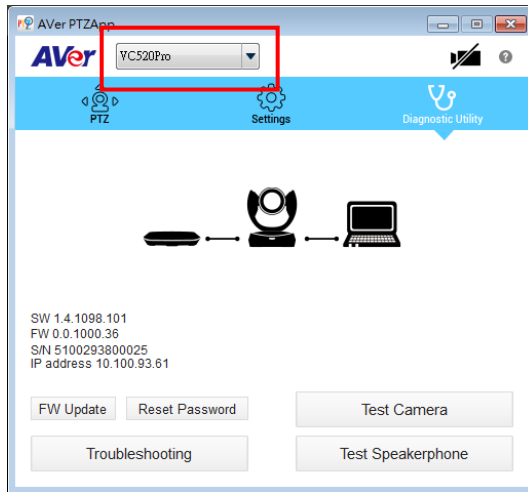 AVer PTZApp
AVer VC520Pro ?
PTZ Settings Diagnostic Utility
SW 1.4.1098.101
FW 0.0.1000.36
S/N 5100293800025
IP address 10.100.93.61
FW Update Reset Password Test Camera
Troubleshooting Test Speakerphone